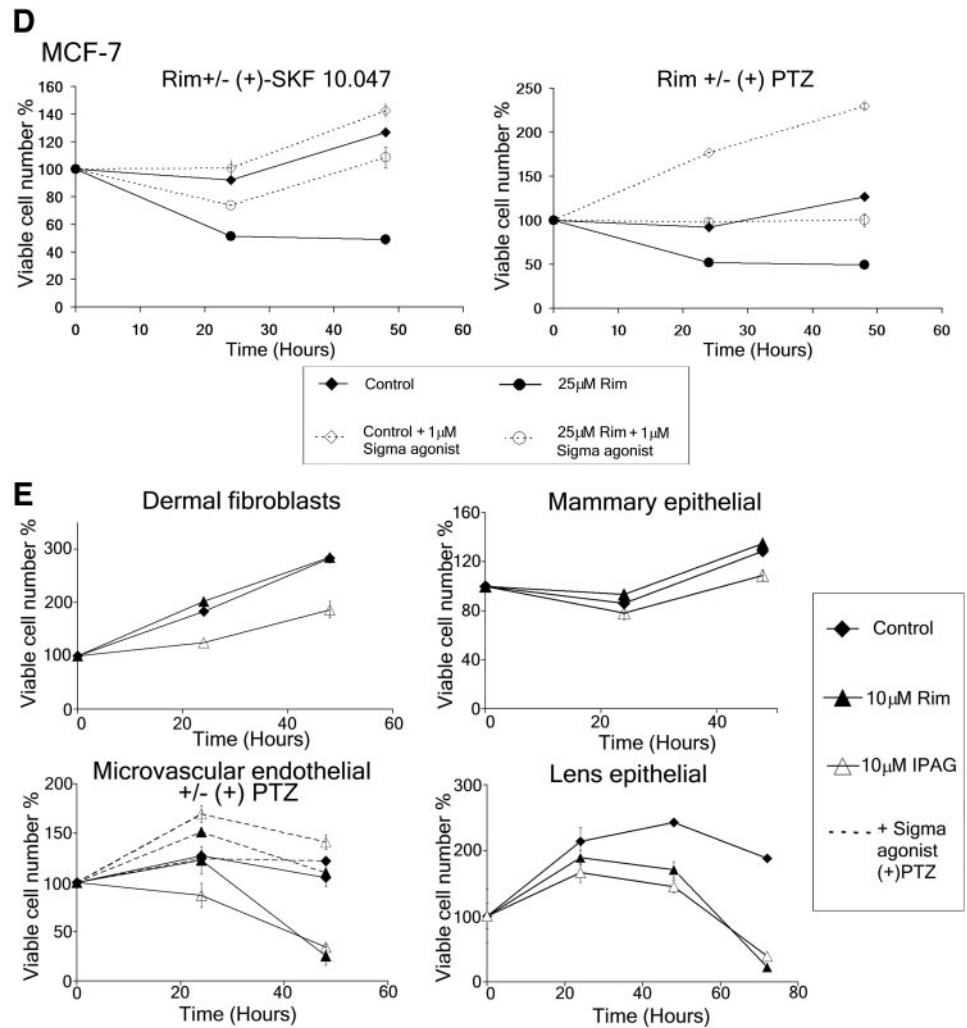 D
MCF-7
Rim+/- (+)-SKF 10.047
Viable cell number %
160
140
120
100
80
60
40
20
0
0 10 20 30 40 50 60
Time (Hours)
Rim +/- (+) PTZ
Viable cell number %
250
200
150
100
50
0
0 10 20 30 40 50 60
Time (Hours)
Control
25μM Rim
Control + 1μM
Sigma agonist
25μM Rim + 1μM
Sigma agonist
E
Dermal fibroblasts
Viable cell number %
300
200
100
0
0 20 40 60
Time (Hours)
Mammary epithelial
Viable cell number %
160
120
80
40
0
0 20 40
Time (Hours)
Microvascular endothelial
+/- (+) PTZ
Viable cell number %
200
150
100
50
0
0 20 40 60
Time (Hours)
Lens epithelial
Viable cell number %
300
200
100
0
0 20 40 60 80
Time (Hours)
Control
10μM Rim
10μM IPAG
+ Sigma
agonist
(+)PTZ